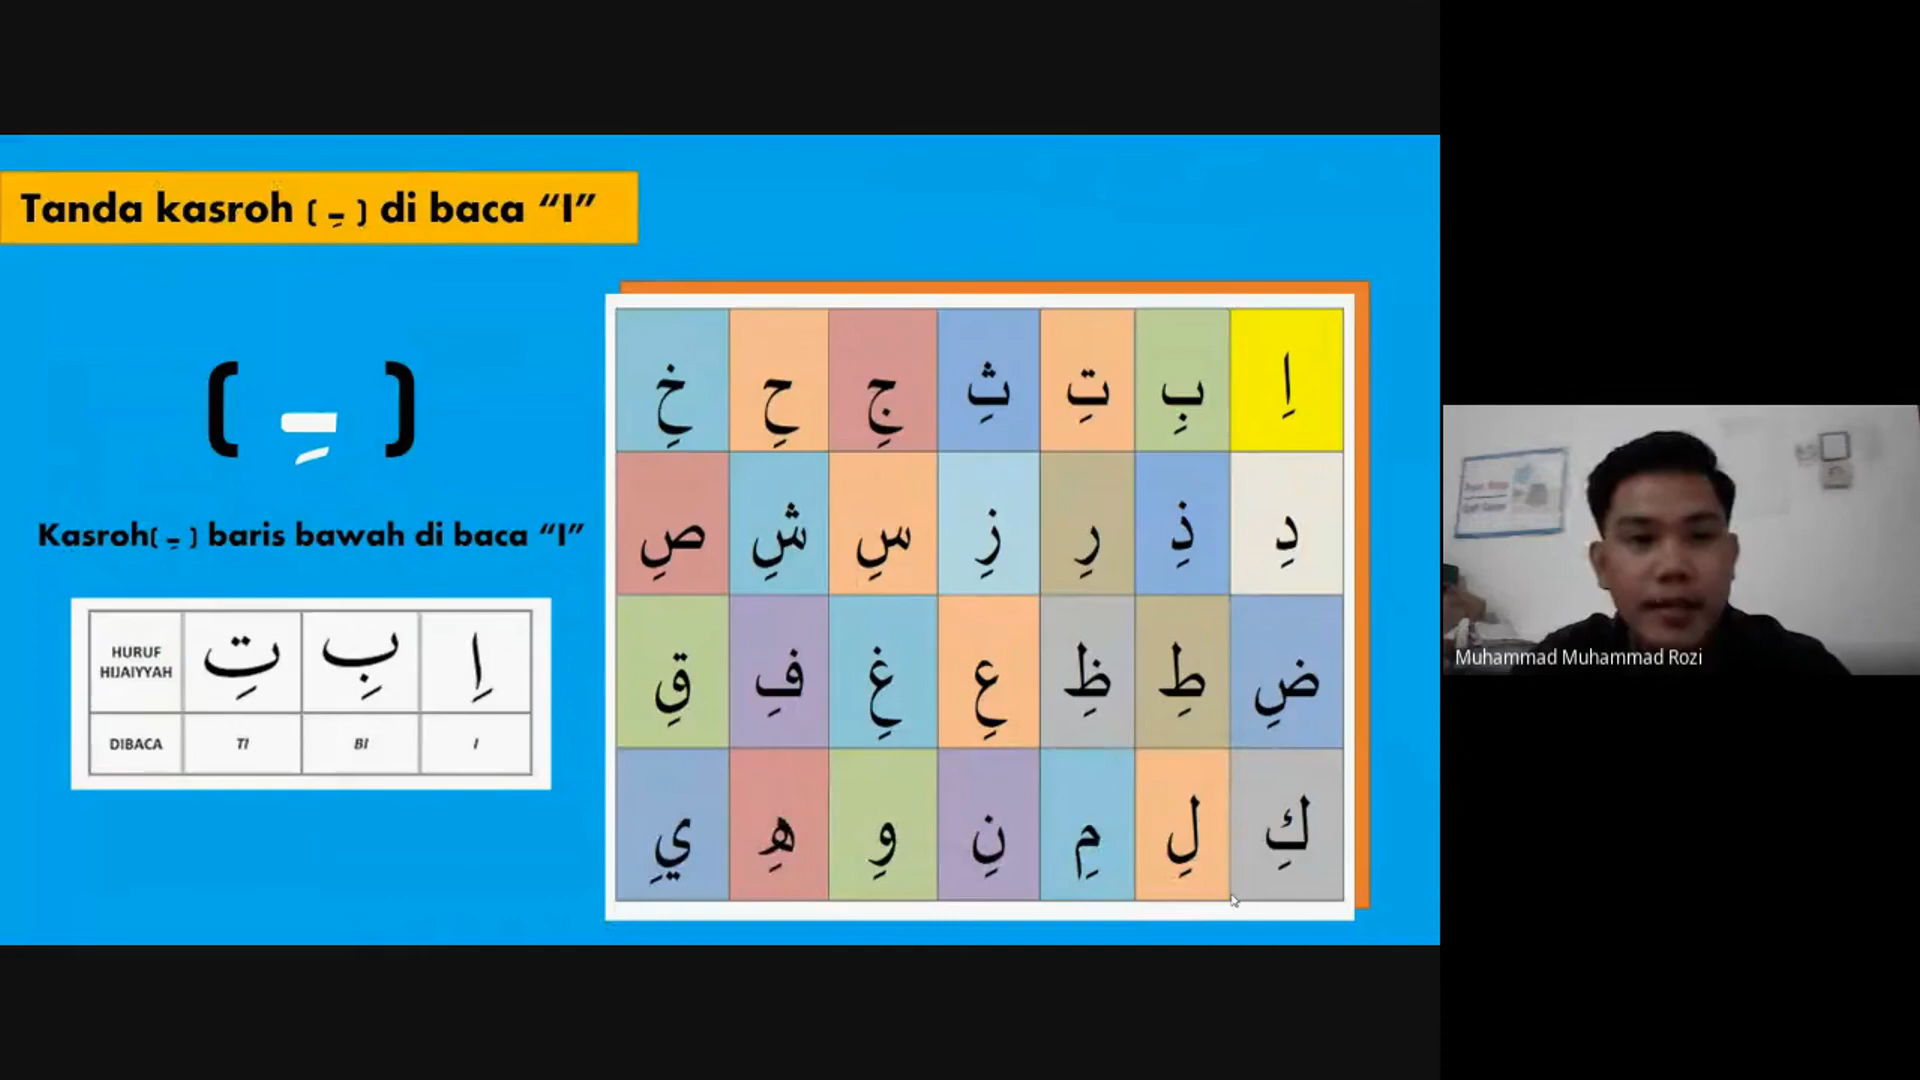 Tanda kasroh ( ـِ ) di baca “I”
( ـِ )
Kasroh( ـِ ) baris bawah di baca “I”
HURUF HIJAIYYAH تِ بِ اِ
DIBACA TI BI I
اِ بِ تِ ثِ جِ حِ خِ
دِ ذِ رِ زِ سِ شِ صِ
ضِ طِ ظِ عِ غِ فِ قِ
كِ لِ مِ نِ وِ هِ يِ
Muhammad Muhammad Rozi